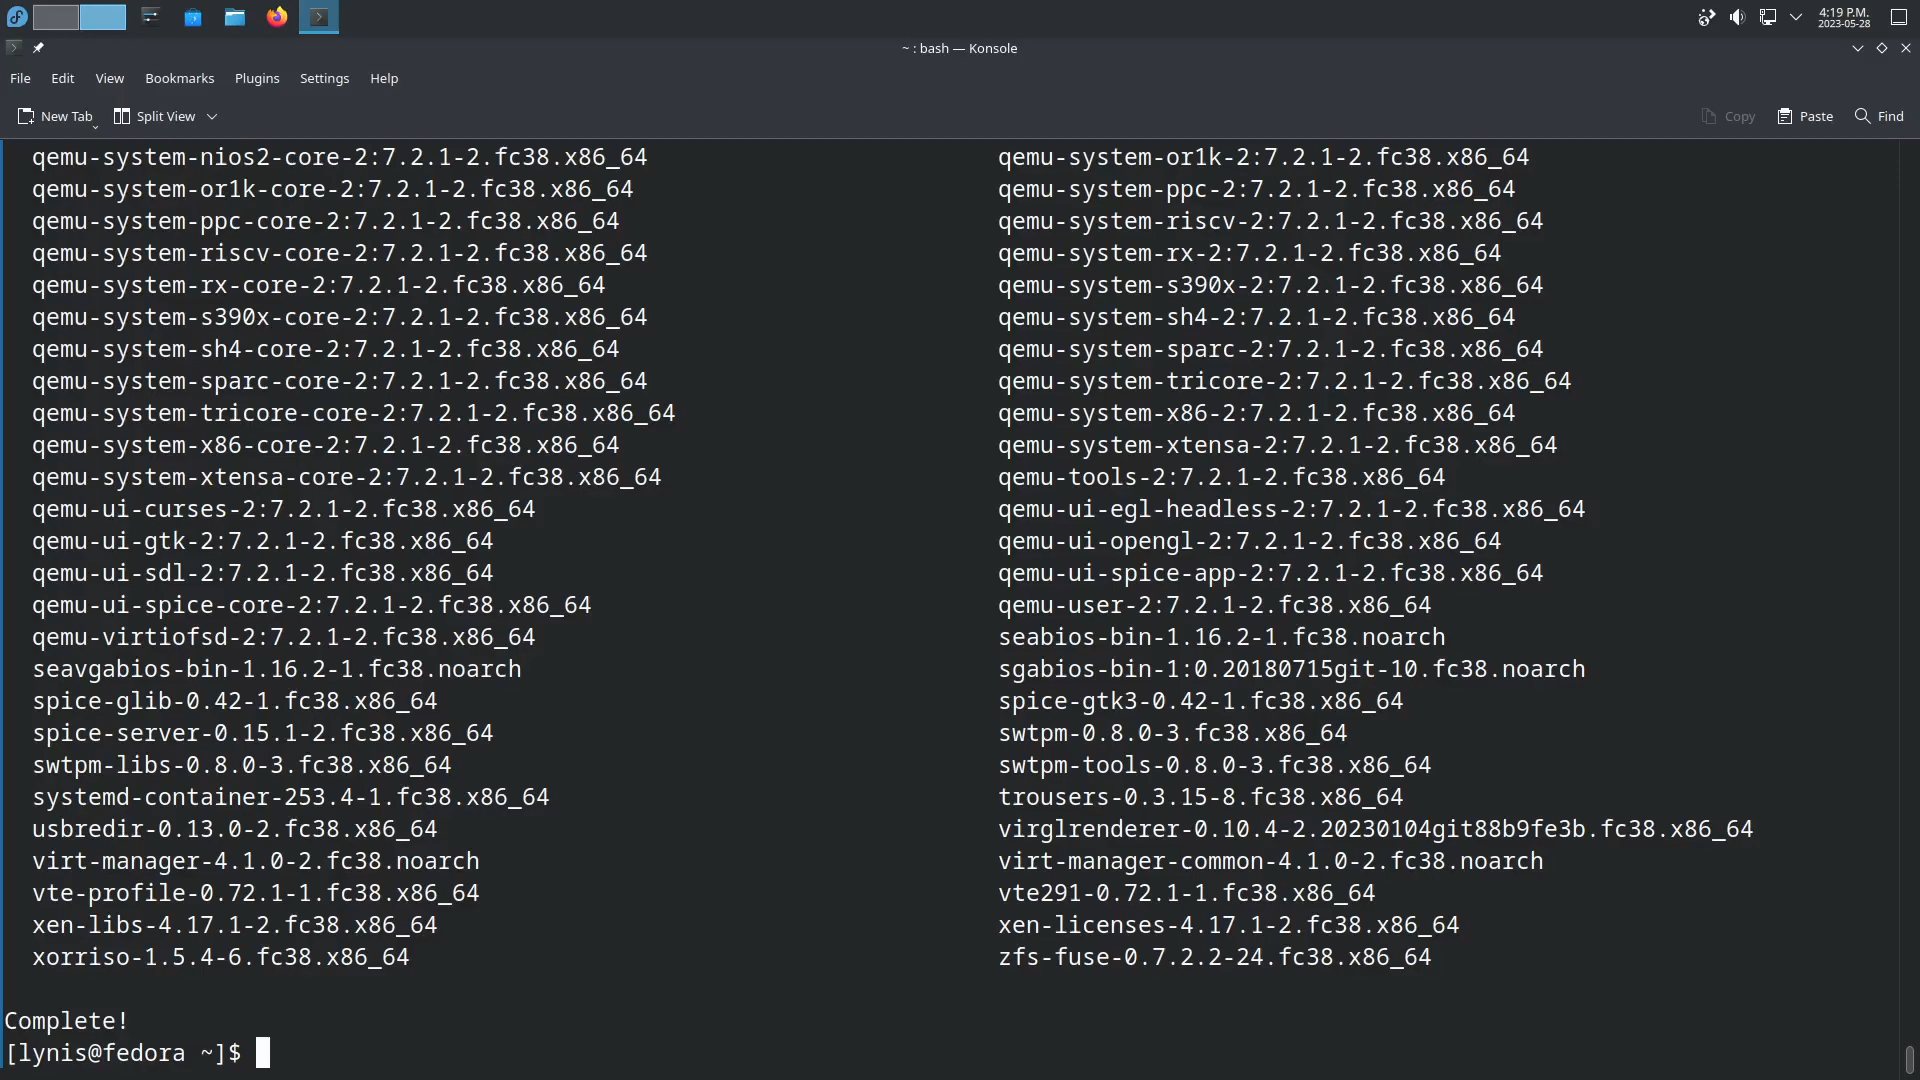 4:19 P.M.
2023-05-28
~ : bash — Konsole
File Edit View Bookmarks Plugins Settings Help
New Tab Split View Copy Paste Find
qemu-system-nios2-core-2:7.2.1-2.fc38.x86_64 qemu-system-or1k-2:7.2.1-2.fc38.x86_64
qemu-system-or1k-core-2:7.2.1-2.fc38.x86_64 qemu-system-ppc-2:7.2.1-2.fc38.x86_64
qemu-system-ppc-core-2:7.2.1-2.fc38.x86_64 qemu-system-riscv-2:7.2.1-2.fc38.x86_64
qemu-system-riscv-core-2:7.2.1-2.fc38.x86_64 qemu-system-rx-2:7.2.1-2.fc38.x86_64
qemu-system-rx-core-2:7.2.1-2.fc38.x86_64 qemu-system-s390x-2:7.2.1-2.fc38.x86_64
qemu-system-s390x-core-2:7.2.1-2.fc38.x86_64 qemu-system-sh4-2:7.2.1-2.fc38.x86_64
qemu-system-sh4-core-2:7.2.1-2.fc38.x86_64 qemu-system-sparc-2:7.2.1-2.fc38.x86_64
qemu-system-sparc-core-2:7.2.1-2.fc38.x86_64 qemu-system-tricore-2:7.2.1-2.fc38.x86_64
qemu-system-tricore-core-2:7.2.1-2.fc38.x86_64 qemu-system-x86-2:7.2.1-2.fc38.x86_64
qemu-system-x86-core-2:7.2.1-2.fc38.x86_64 qemu-system-xtensa-2:7.2.1-2.fc38.x86_64
qemu-system-xtensa-core-2:7.2.1-2.fc38.x86_64 qemu-tools-2:7.2.1-2.fc38.x86_64
qemu-ui-curses-2:7.2.1-2.fc38.x86_64 qemu-ui-egl-headless-2:7.2.1-2.fc38.x86_64
qemu-ui-gtk-2:7.2.1-2.fc38.x86_64 qemu-ui-opengl-2:7.2.1-2.fc38.x86_64
qemu-ui-sdl-2:7.2.1-2.fc38.x86_64 qemu-ui-spice-app-2:7.2.1-2.fc38.x86_64
qemu-ui-spice-core-2:7.2.1-2.fc38.x86_64 qemu-user-2:7.2.1-2.fc38.x86_64
qemu-virtiofsd-2:7.2.1-2.fc38.x86_64 seabios-bin-1.16.2-1.fc38.noarch
seavgabios-bin-1.16.2-1.fc38.noarch sgabios-bin-1:0.20180715git-10.fc38.noarch
spice-glib-0.42-1.fc38.x86_64 spice-gtk3-0.42-1.fc38.x86_64
spice-server-0.15.1-2.fc38.x86_64 swtpm-0.8.0-3.fc38.x86_64
swtpm-libs-0.8.0-3.fc38.x86_64 swtpm-tools-0.8.0-3.fc38.x86_64
systemd-container-253.4-1.fc38.x86_64 trousers-0.3.15-8.fc38.x86_64
usbredir-0.13.0-2.fc38.x86_64 virglrenderer-0.10.4-2.20230104git88b9fe3b.fc38.x86_64
virt-manager-4.1.0-2.fc38.noarch virt-manager-common-4.1.0-2.fc38.noarch
vte-profile-0.72.1-1.fc38.x86_64 vte291-0.72.1-1.fc38.x86_64
xen-libs-4.17.1-2.fc38.x86_64 xen-licenses-4.17.1-2.fc38.x86_64
xorriso-1.5.4-6.fc38.x86_64 zfs-fuse-0.7.2.2-24.fc38.x86_64
Complete!
[lynis@fedora ~]$